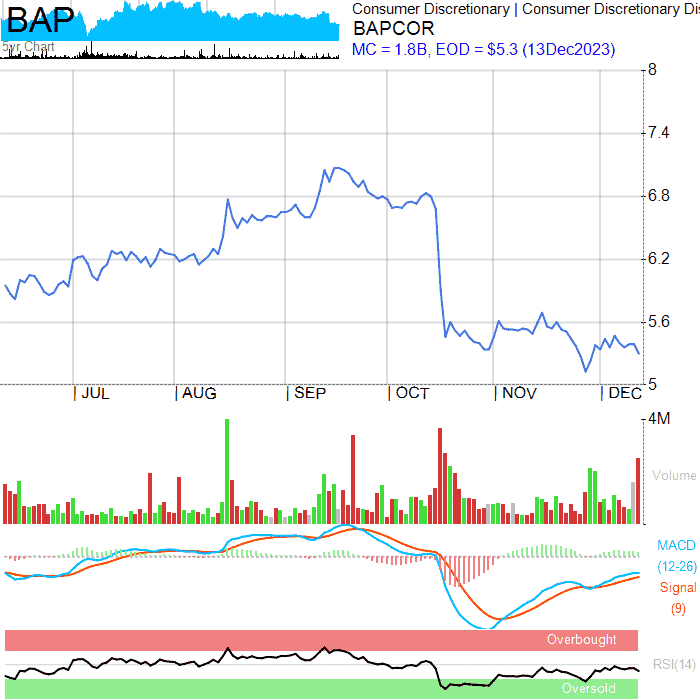 BAP
5yr Chart
Consumer Discretionary | Consumer Discretionary Dis
BAPCOR
MC = 1.8B, EOD = $5.3 (13Dec2023)
8
7.4
6.8
6.2
5.6
5
| JUL | AUG | SEP | OCT | NOV | DEC
4M
Volume
MACD
(12-26)
Signal
(9)
Overbought
RSI(14)
Oversold